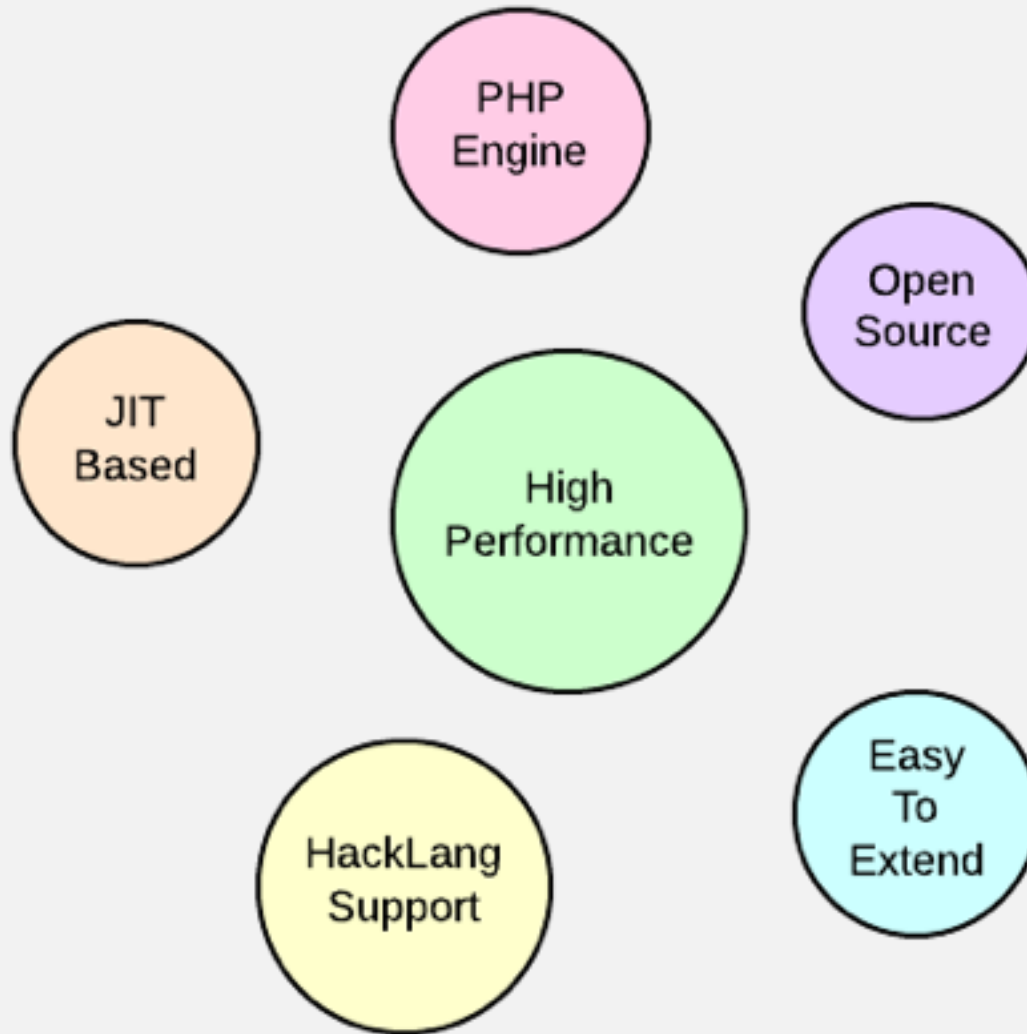 PHP
Engine
Open
Source
JIT
Based
High
Performance
Easy
To
Extend
HackLang
Support